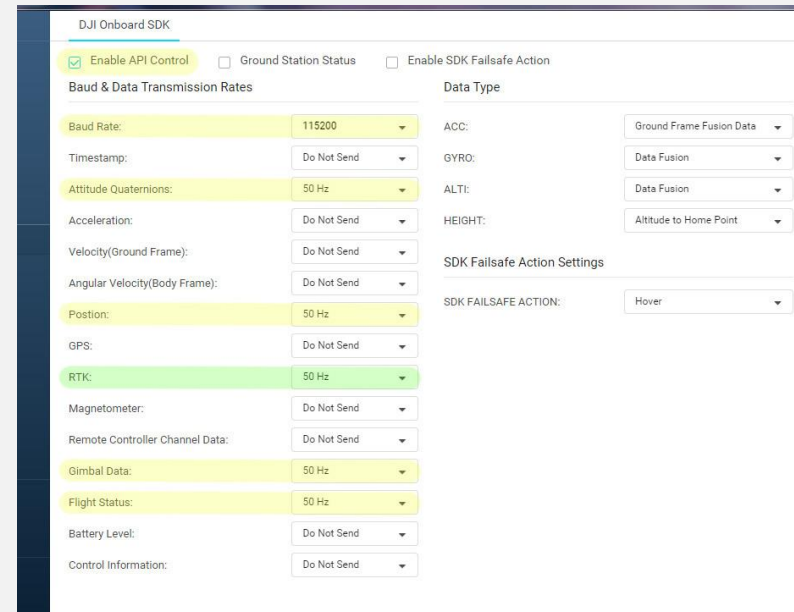 DJI Onboard SDK
Enable API Control Ground Station Status Enable SDK Failsafe Action
Baud & Data Transmission Rates
Baud Rate: 115200
Timestamp: Do Not Send
Attitude Quaternions: 50 Hz
Acceleration: Do Not Send
Velocity(Ground Frame): Do Not Send
Angular Velocity(Body Frame): Do Not Send
Postion: 50 Hz
GPS: Do Not Send
RTK: 50 Hz
Magnetometer: Do Not Send
Remote Controller Channel Data: Do Not Send
Gimbal Data: 50 Hz
Flight Status: 50 Hz
Battery Level: Do Not Send
Control Information: Do Not Send
Data Type
ACC: Ground Frame Fusion Data
GYRO: Data Fusion
ALTI: Data Fusion
HEIGHT: Altitude to Home Point
SDK Failsafe Action Settings
SDK FAILSAFE ACTION: Hover